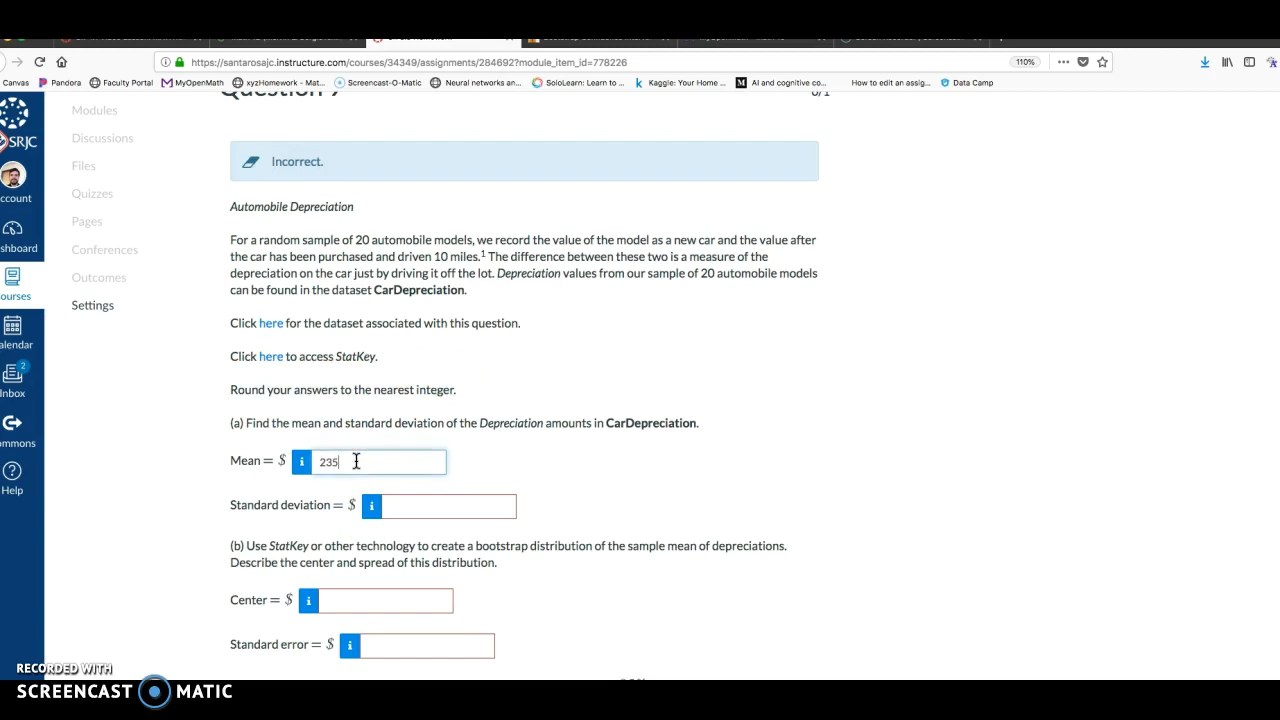 https://santarosajc.instructure.com/courses/34349/assignments/284692?module_item_id=778226
110%
Canvas Pandora Faculty Portal MyOpenMath xyzHomework - Mat... Screencast-O-Matic Neural networks an... SoloLearn: Learn to ... Kaggle: Your Home ... AI and cognitive co... How to edit an assig... Data Camp
SRJC
ccount
shboard
ourses
alendar
2
Inbox
ommons
Help
Modules
Discussions
Files
Quizzes
Pages
Conferences
Outcomes
Settings
0/1
Incorrect.
Automobile Depreciation
For a random sample of 20 automobile models, we record the value of the model as a new car and the value after
the car has been purchased and driven 10 miles.1 The difference between these two is a measure of the
depreciation on the car just by driving it off the lot. Depreciation values from our sample of 20 automobile models
can be found in the dataset CarDepreciation.
Click here for the dataset associated with this question.
Click here to access StatKey.
Round your answers to the nearest integer.
(a) Find the mean and standard deviation of the Depreciation amounts in CarDepreciation.
Mean = $ i 235
Standard deviation = $ i
(b) Use StatKey or other technology to create a bootstrap distribution of the sample mean of depreciations.
Describe the center and spread of this distribution.
Center = $ i
Standard error = $ i
RECORDED WITH
SCREENCAST MATIC